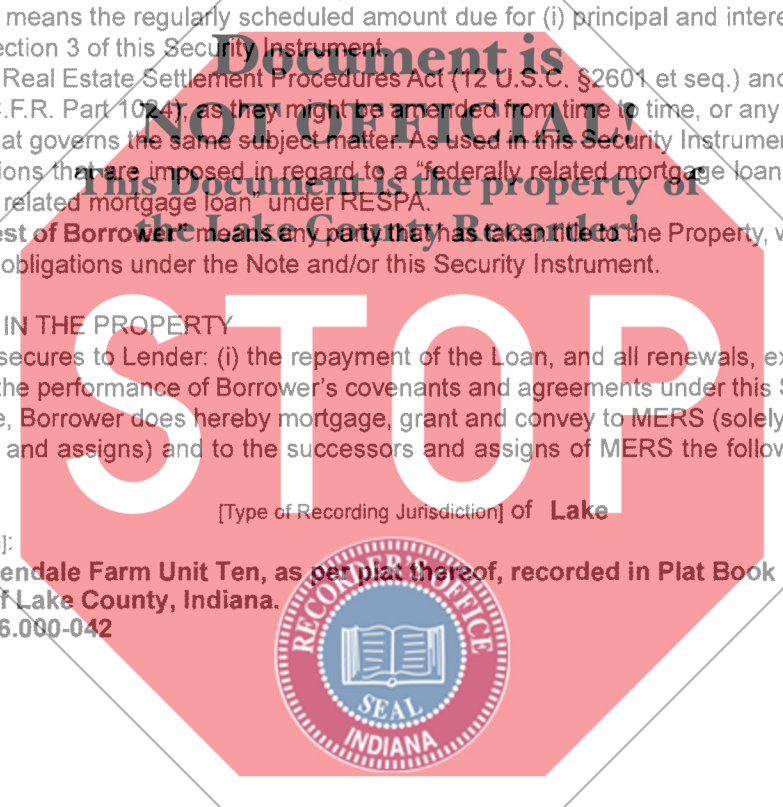 means the regularly scheduled amount due for (i) principal and intere
ection 3 of this Security Instrument.
Document is
Real Estate Settlement Procedures Act (12 U.S.C. §2601 et seq.) and
.F.R. Part 1024), as they might be amended from time to time, or any
NOT OFFICIAL!
at governs the same subject matter. As used in this Security Instrumen
ions that are imposed in regard to a “federally related mortgage loan
This Document is the property of
related mortgage loan” under RESPA.
est of Borrower” means any party that has taken title to the Property, w
the Lake County Recorder!
obligations under the Note and/or this Security Instrument.
IN THE PROPERTY
secures to Lender: (i) the repayment of the Loan, and all renewals, ex
the performance of Borrower’s covenants and agreements under this S
e, Borrower does hereby mortgage, grant and convey to MERS (solely
and assigns) and to the successors and assigns of MERS the follow
STOP
[Type of Recording Jurisdiction] of Lake
]:
endale Farm Unit Ten, as per plat thereof, recorded in Plat Book
f Lake County, Indiana.
6.000-042
RECORDER'S OFFICE
SEAL
INDIANA